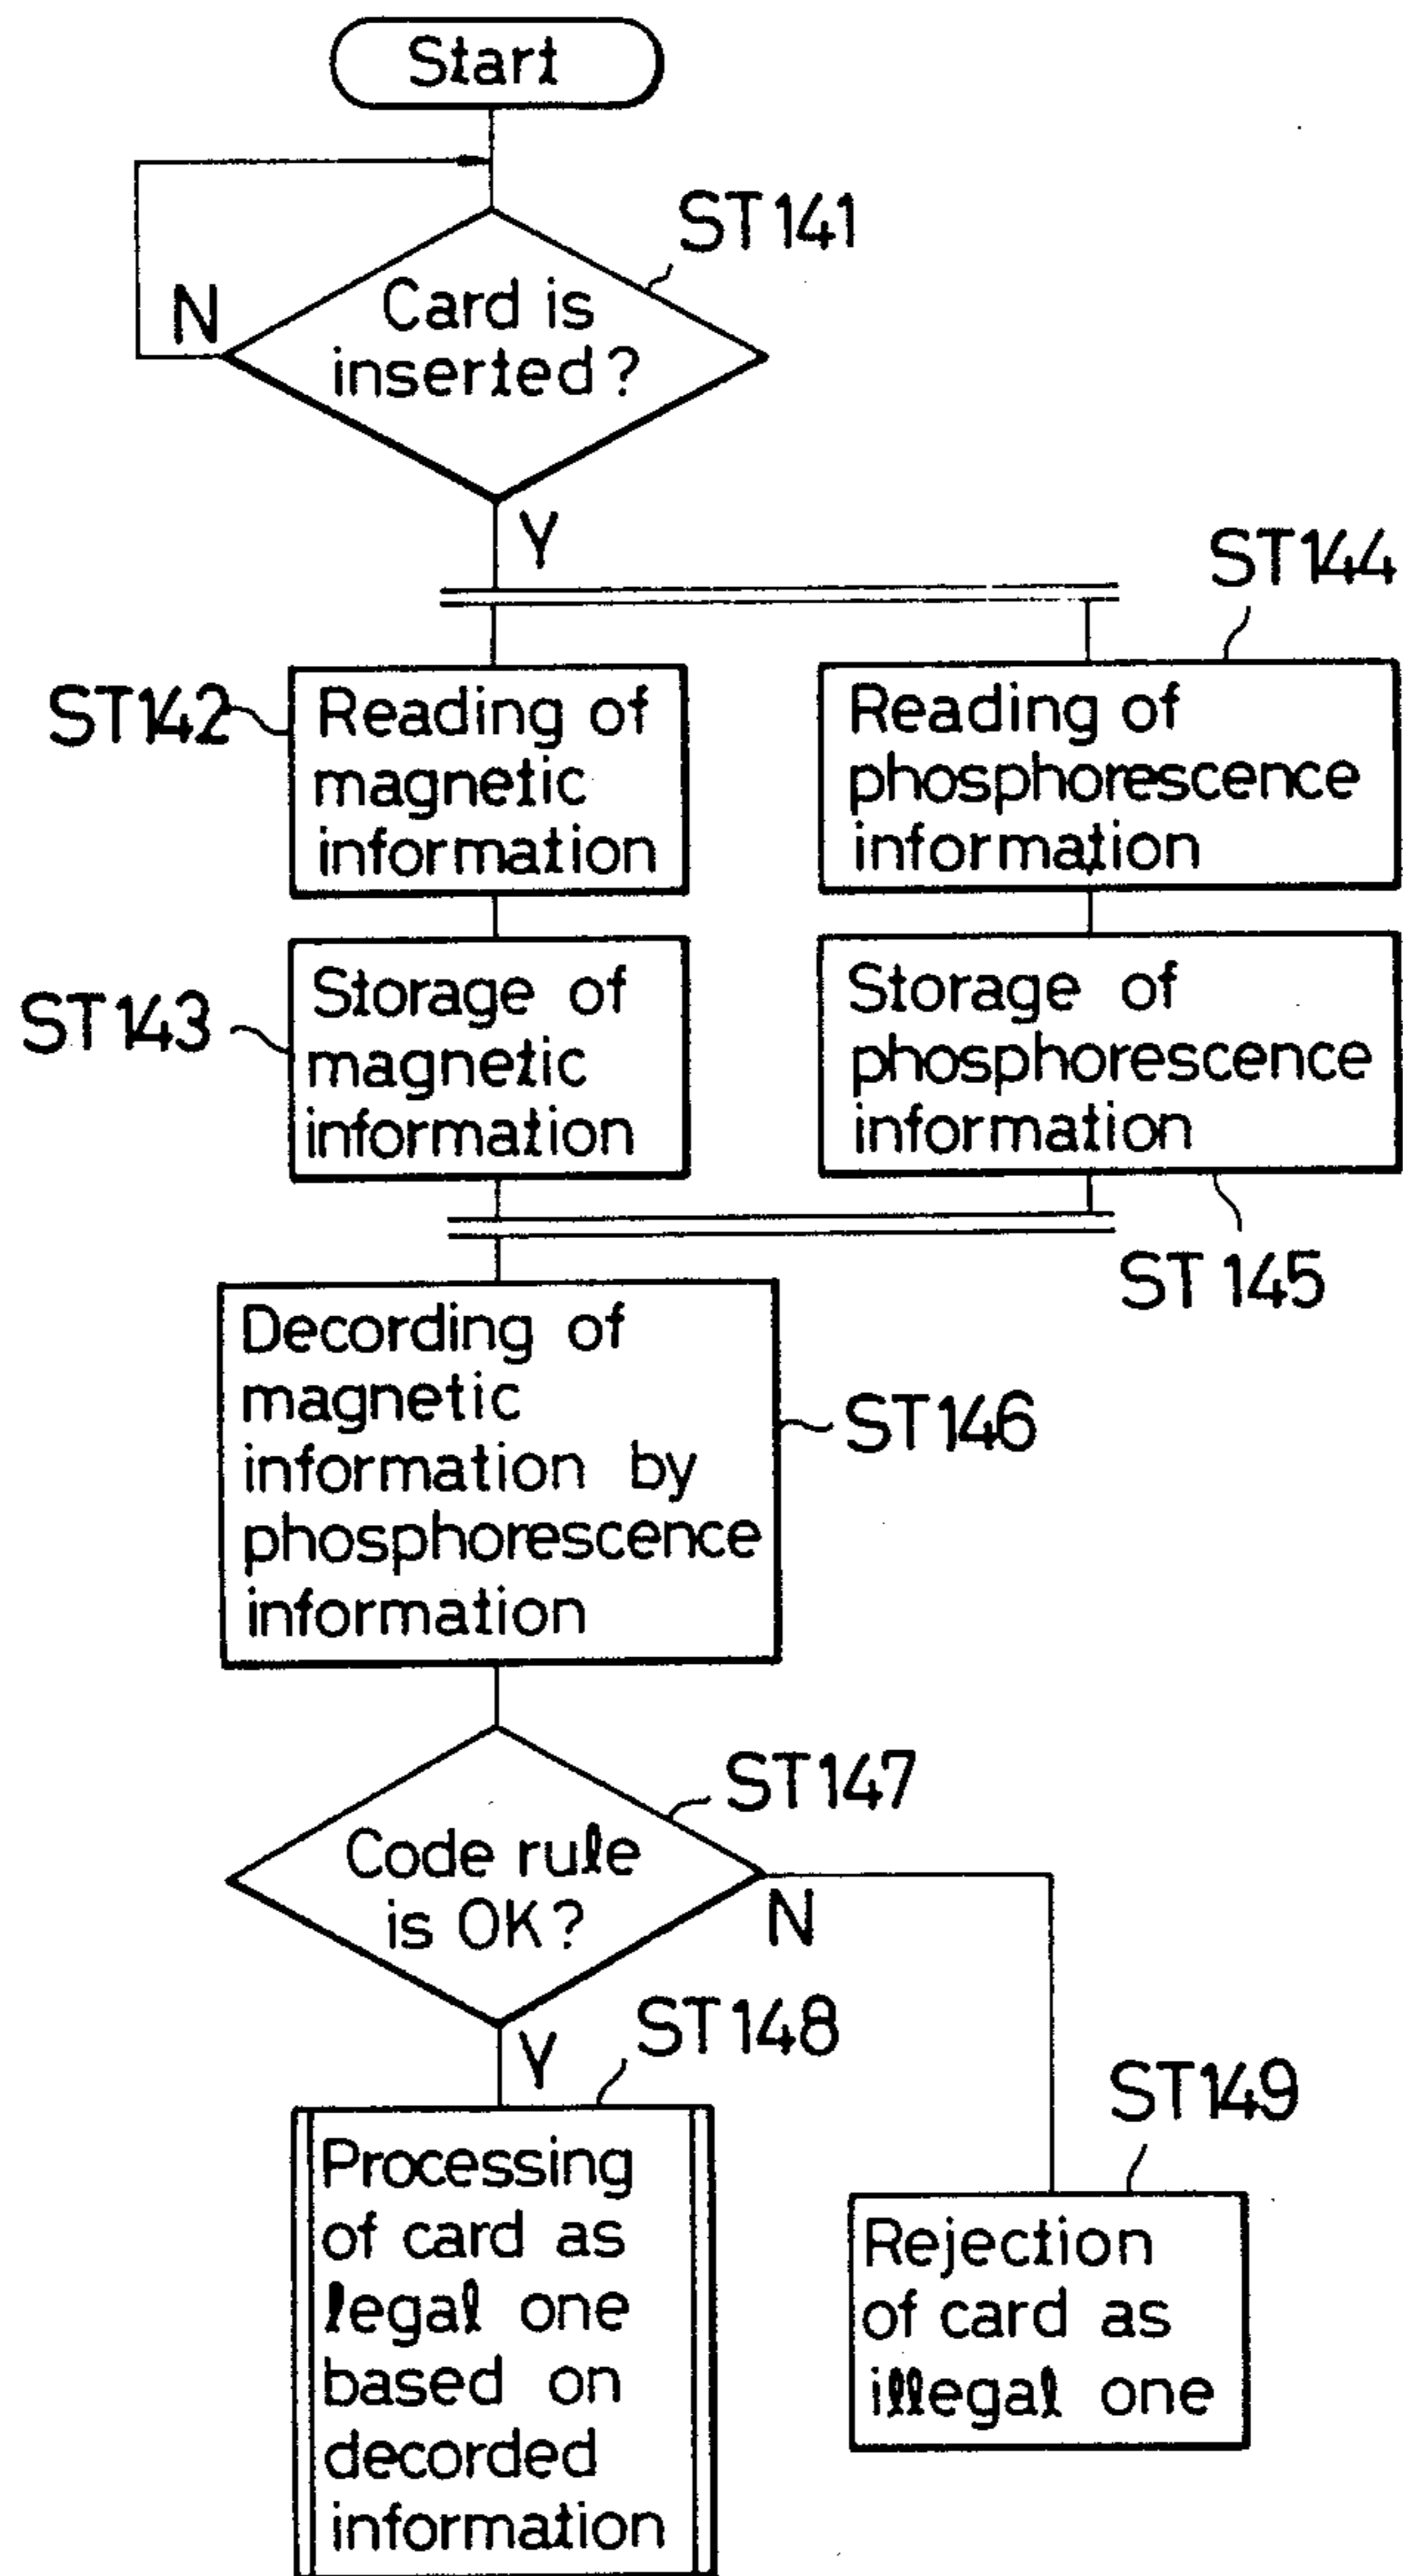 Start
ST141
Card is
inserted?
N
Y
ST144
ST142
Reading of
magnetic
information
Reading of
phosphorescence
information
ST143
Storage of
magnetic
information
Storage of
phosphorescence
information
ST 145
Decording of
magnetic
information by
phosphorescence
information
ST146
ST147
Code rule
is OK?
N
Y
ST148
ST149
Processing
of card as
legal one
based on
decorded
information
Rejection
of card as
illegal one